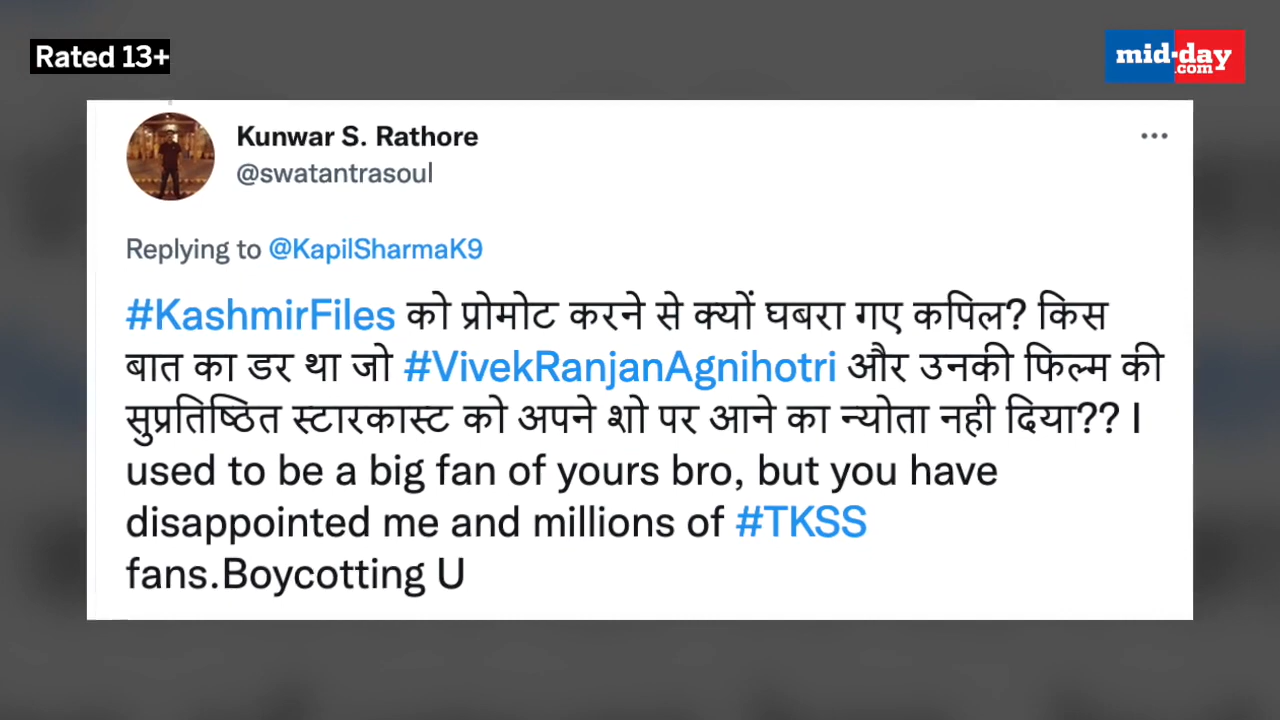 Rated 13+
mid-day
.com
Kunwar S. Rathore
@swatantrasoul
Replying to @KapilSharmaK9
#KashmirFiles को प्रोमोट करने से क्यों घबरा गए कपिल? किस
बात का डर था जो #VivekRanjanAgnihotri और उनकी फिल्म की
सुप्रतिष्ठित स्टारकास्ट को अपने शो पर आने का न्योता नही दिया?? I
used to be a big fan of yours bro, but you have
disappointed me and millions of #TKSS
fans.Boycotting U